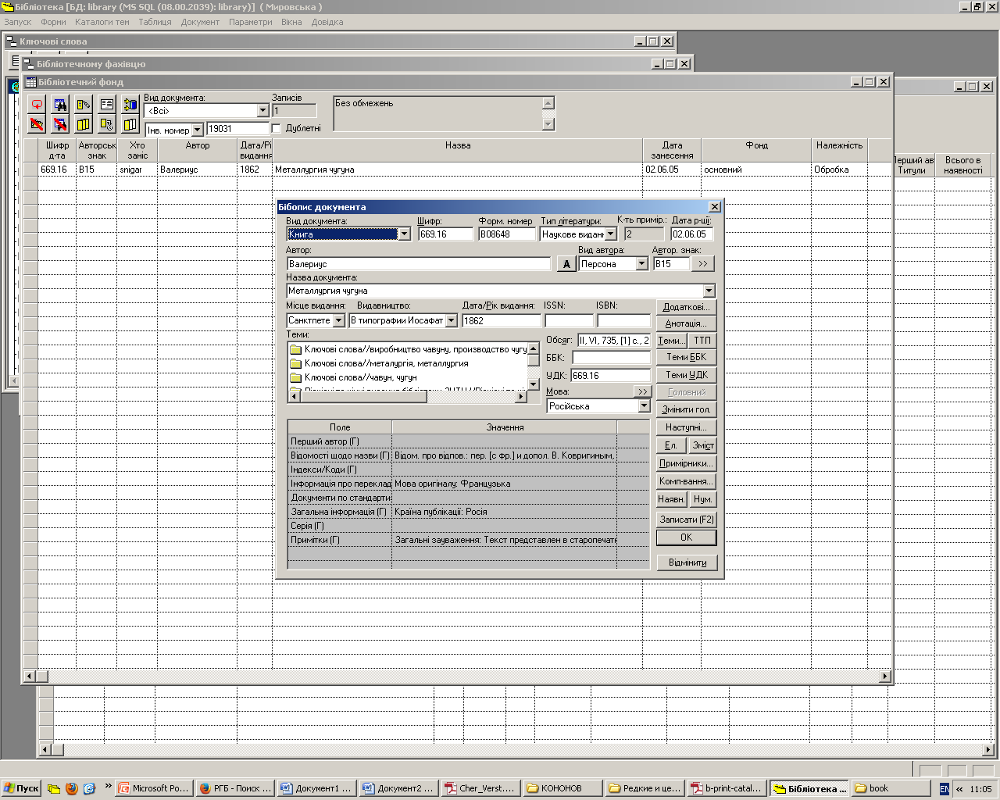 Бібліотека [БД: library (MS SQL (08.00.2039): library)] ( Мировська )
Запуск Форми Каталоги тем Таблиця Документ Параметри Вікна Довідка
Ключові слова
Бібліотечному фахівцю
Бібліотечний фонд
Вид документа: Записів
<Всі> 1 Без обмежень
Інв. номер 19031 Дублетні
Шифр д-та Авторськ знак Хто заніс Автор Дата/Рі видання Назва Дата занесення Фонд Належність
Перший ав Титули Всього в наявності
669.16 В15 snigar Валериус 1862 Металлургия чугуна 02.06.05 основний Обробка
Бібопис документа
Вид документа: Шифр: Форм. номер Тип літератури: К-ть примір.: Дата р-ції:
Книга 669.16 В08648 Наукове видан 2 02.06.05
Автор: Вид автора: Автор. знак:
Валериус А Персона В15 >>
Назва документа:
Металлургия чугуна
Місце видання: Видавництво: Дата/Рік видання: ISSN: ISBN: Додаткові...
Санктпете В типографии Иосафат 1862 Анотація...
Теми: Обсяг: II, VI, 735, [1] с., 2 Теми... ТТП
Ключові слова//виробництво чавуну, производство чугу
ББК: Теми ББК
Ключові слова//металургія, металлургия
УДК: 669.16 Теми УДК
Ключові слова//чавун, чугун
Мова: >> Головний
Російська Змінити гол.
Поле Значення Наступні...
Перший автор (Г) Ел. Зміст
Відомості щодо назви (Г) Відом. про відпов.: пер. [с фр.] и допол. В. Ковригиным,
Індекси/Коди (Г) Примірники...
Інформація про переклад Мова оригіналу: Французька Комп-вання...
Документи по стандарти Наявн. Нум.
Загальна інформація (Г) Країна публікації: Росія Записати (F2)
Серія (Г)
Примітки (Г) Загальні зауваження: Текст представлен в старопечатн OK
Відмінити
Пуск » Microsoft Po... РГБ - Поиск ... Документ1 ... Документ2 ... Cher_Verst.... КОНОНОВ Редкие и це... b-print-catal... Бібліотека ... book EN « 11:05